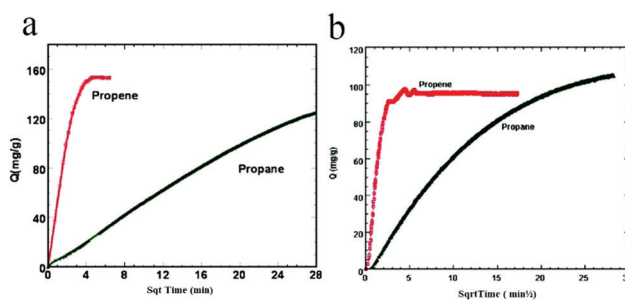 a
160
120
80
40
0
Q(mg/g)
Propene
Propane
0 4 8 12 16 20 24 28
Sqt Time (min)
b
120
100
80
60
40
20
0
Q (mg/g)
Propene
Propane
0 5 10 15 20 25
SqrtTime ( min½)